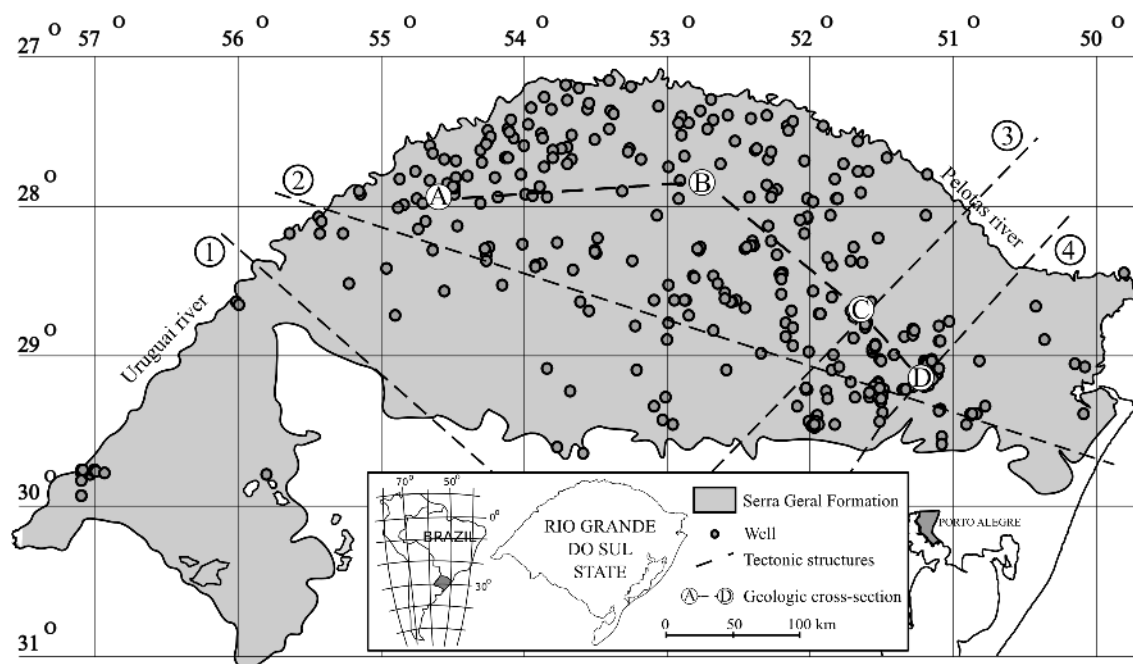 57° 56° 55° 54° 53° 52° 51° 50°
27°
3
Pelotas river
2
A
B
28°
1
4
C
Uruguai river
29°
D
30°
70° 50°
0°
BRAZIL
30°
RIO GRANDE
DO SUL
STATE
Serra Geral Formation
Well
Tectonic structures
A D Geologic cross-section
0 50 100 km
PORTO ALEGRE
31°